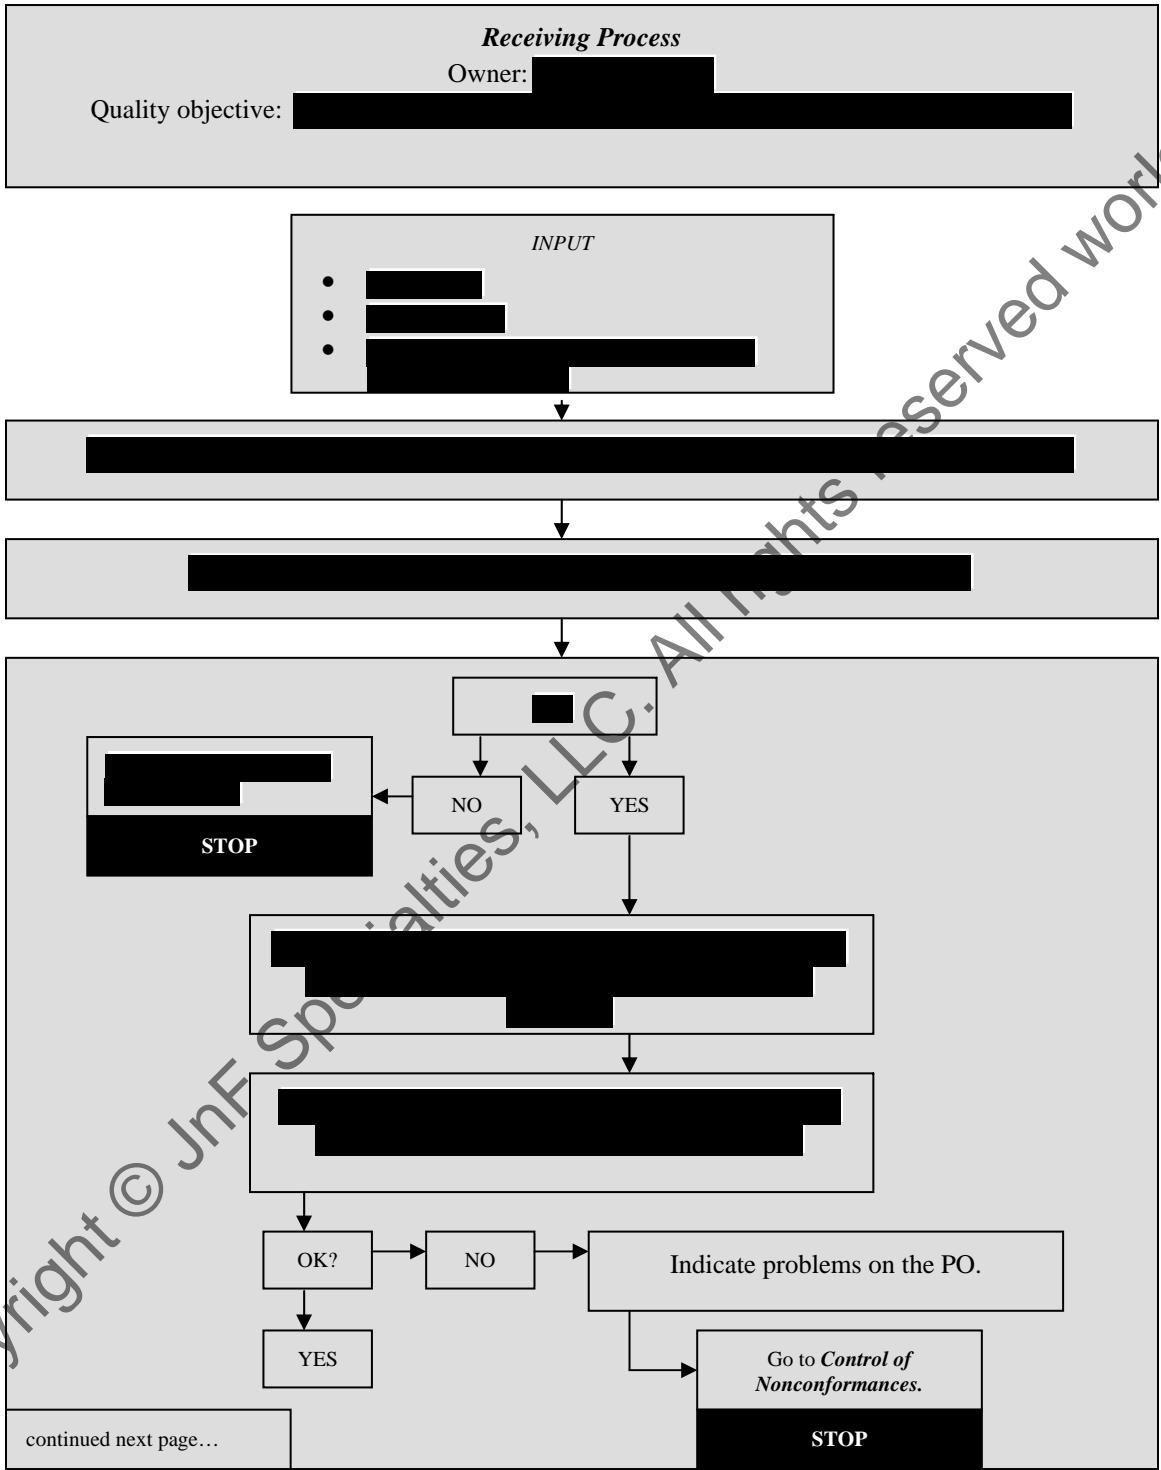 Receiving Process
Owner:
Quality objective:
INPUT
NO
YES
STOP
OK?
NO
Indicate problems on the PO.
YES
Go to Control of
Nonconformances.
STOP
continued next page…
yright © JnF Specialties, LLC. All rights reserved worl